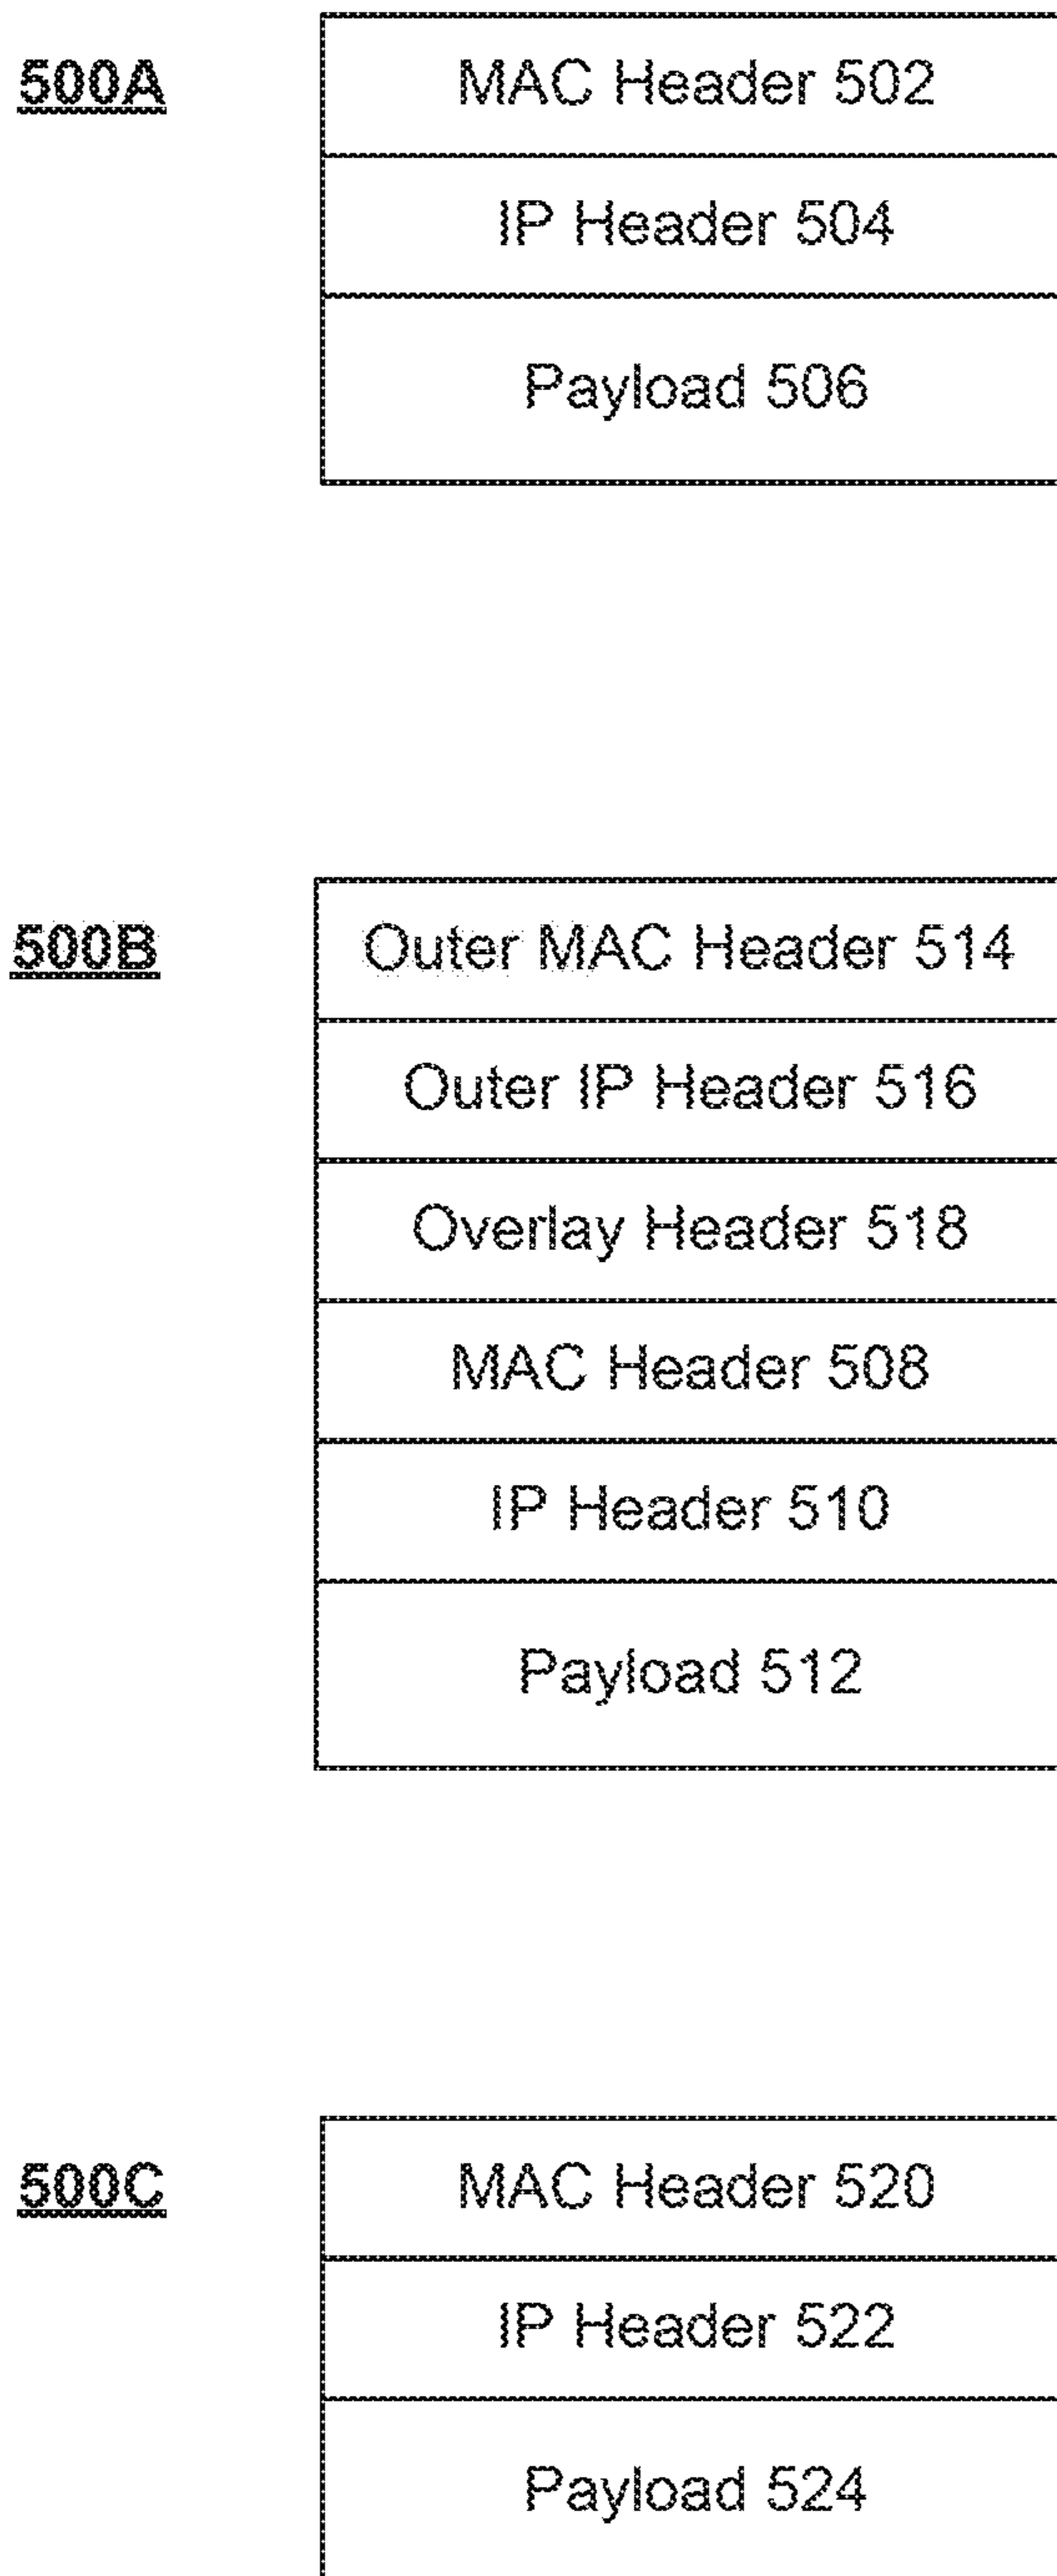 500A
MAC Header 502
IP Header 504
Payload 506
500B
Outer MAC Header 514
Outer IP Header 516
Overlay Header 518
MAC Header 508
IP Header 510
Payload 512
500C
MAC Header 520
IP Header 522
Payload 524